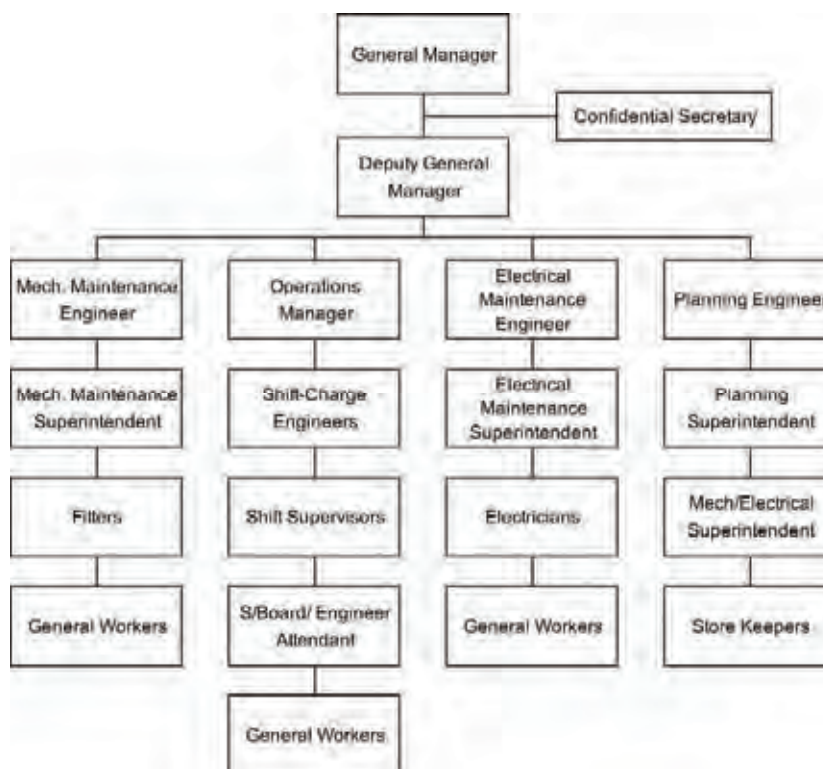 General Manager
Confidential Secretary
Deputy General
Manager
Mech. Maintenance
Engineer
Operations
Manager
Electrical
Maintenance
Engineer
Planning Engineer
Mech. Maintenance
Superintendent
Shift-Charge
Engineers
Electrical
Maintenance
Superintendent
Planning
Superintendent
Fitters
Shift Supervisors
Electricians
Mech/Electrical
Superintendent
General Workers
S/Board/ Engineer
Attendant
General Workers
Store Keepers
General Workers